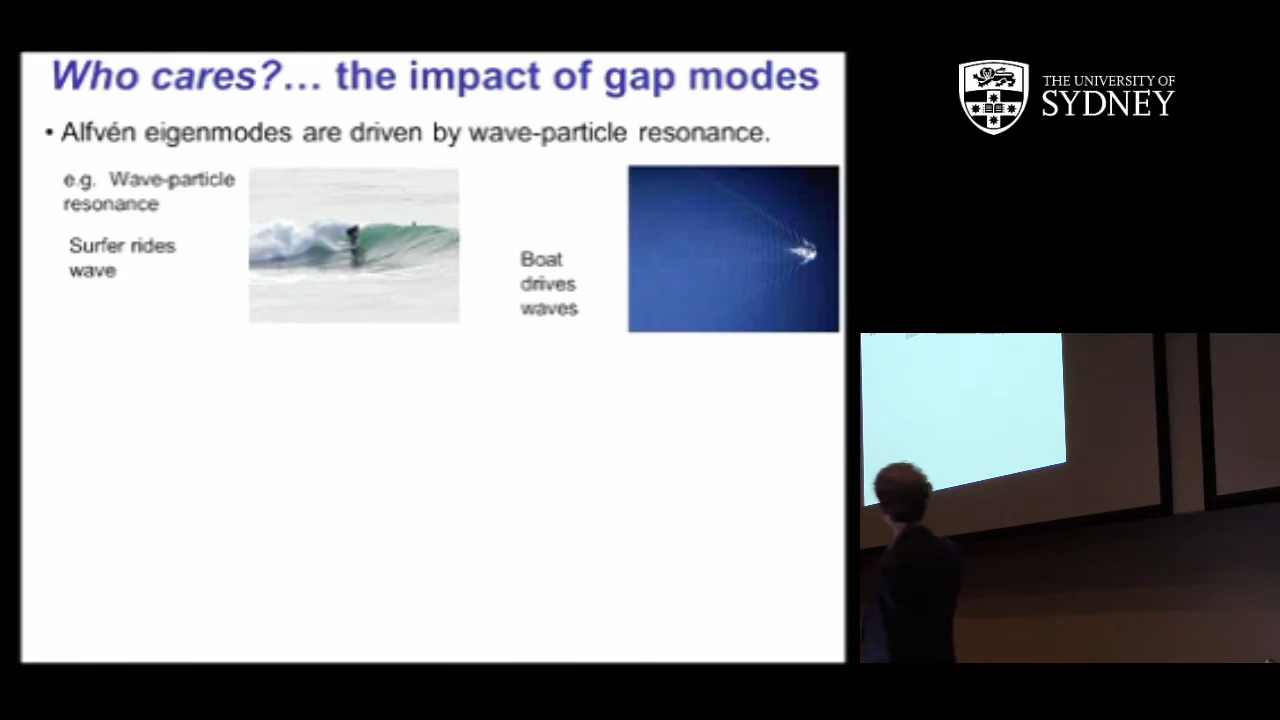 Who cares?... the impact of gap modes
• Alfvén eigenmodes are driven by wave-particle resonance.
e.g. Wave-particle
resonance
Surfer rides
wave
Boat
drives
waves
THE UNIVERSITY OF
SYDNEY